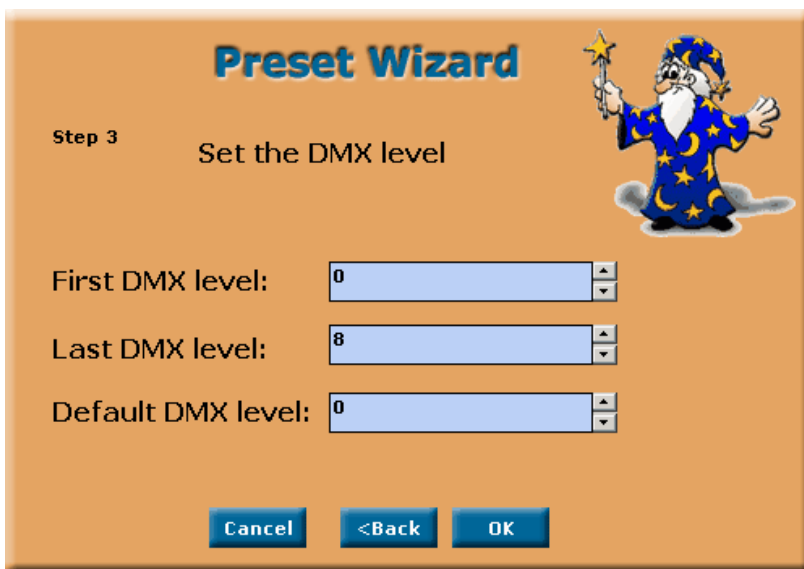 Preset Wizard
Step 3
Set the DMX level
First DMX level: 0
Last DMX level: 8
Default DMX level: 0
Cancel <Back OK